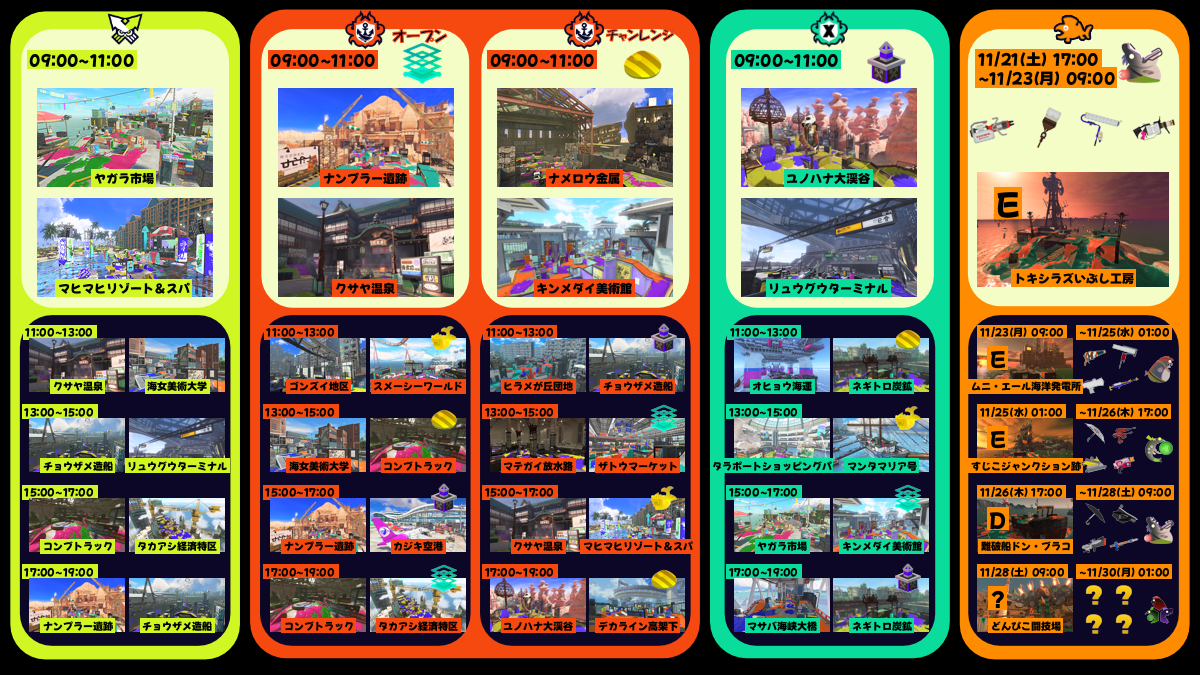 09:00~11:00
ヤガラ市場
マヒマヒリゾート&スパ
11:00~13:00
クサヤ温泉
海女美術大学
13:00~15:00
チョウザメ造船
リュウグウターミナル
15:00~17:00
コンブトラック
タカアシ経済特区
17:00~19:00
ナンプラー遺跡
チョウザメ造船
オープン
09:00~11:00
ナンプラー遺跡
クサヤ温泉
11:00~13:00
ゴンズイ地区
スメーシーワールド
13:00~15:00
海女美術大学
コンブトラック
15:00~17:00
ナンプラー遺跡
カジキ空港
17:00~19:00
コンブトラック
タカアシ経済特区
チャレンジ
09:00~11:00
ナメロウ金属
キンメダイ美術館
11:00~13:00
ヒラメが丘団地
チョウザメ造船
13:00~15:00
マテガイ放水路
ザトウマーケット
15:00~17:00
クサヤ温泉
マヒマヒリゾート&スパ
17:00~19:00
ユノハナ大渓谷
デカライン高架下
X
09:00~11:00
ユノハナ大渓谷
リュウグウターミナル
11:00~13:00
オヒョウ海運
ネギトロ炭鉱
13:00~15:00
タラポートショッピングパ
マンタマリア号
15:00~17:00
ヤガラ市場
キンメダイ美術館
17:00~19:00
マサバ海峡大橋
ネギトロ炭鉱
11/21(土) 17:00
~11/23(月) 09:00
E
トキシラズいぶし工房
11/23(月) 09:00
~11/25(水) 01:00
E
ムニ・エール海洋発電所
11/25(水) 01:00
~11/26(木) 17:00
E
すじこジャンクション跡
11/26(木) 17:00
~11/28(土) 09:00
D
難破船ドン・ブラコ
11/28(土) 09:00
~11/30(月) 01:00
?
? ?
? ?
どんぴこ闘技場